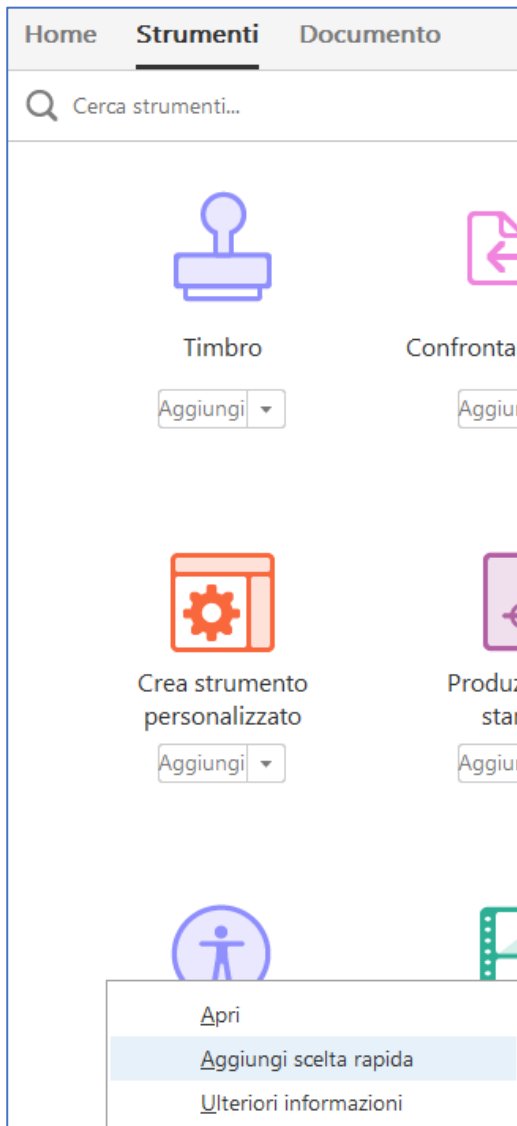 Home Strumenti Documento
Cerca strumenti...
Timbro Confronta
Aggiungi
Crea strumento
personalizzato
Aggiungi
Apri
Aggiungi scelta rapida
Ulteriori informazioni